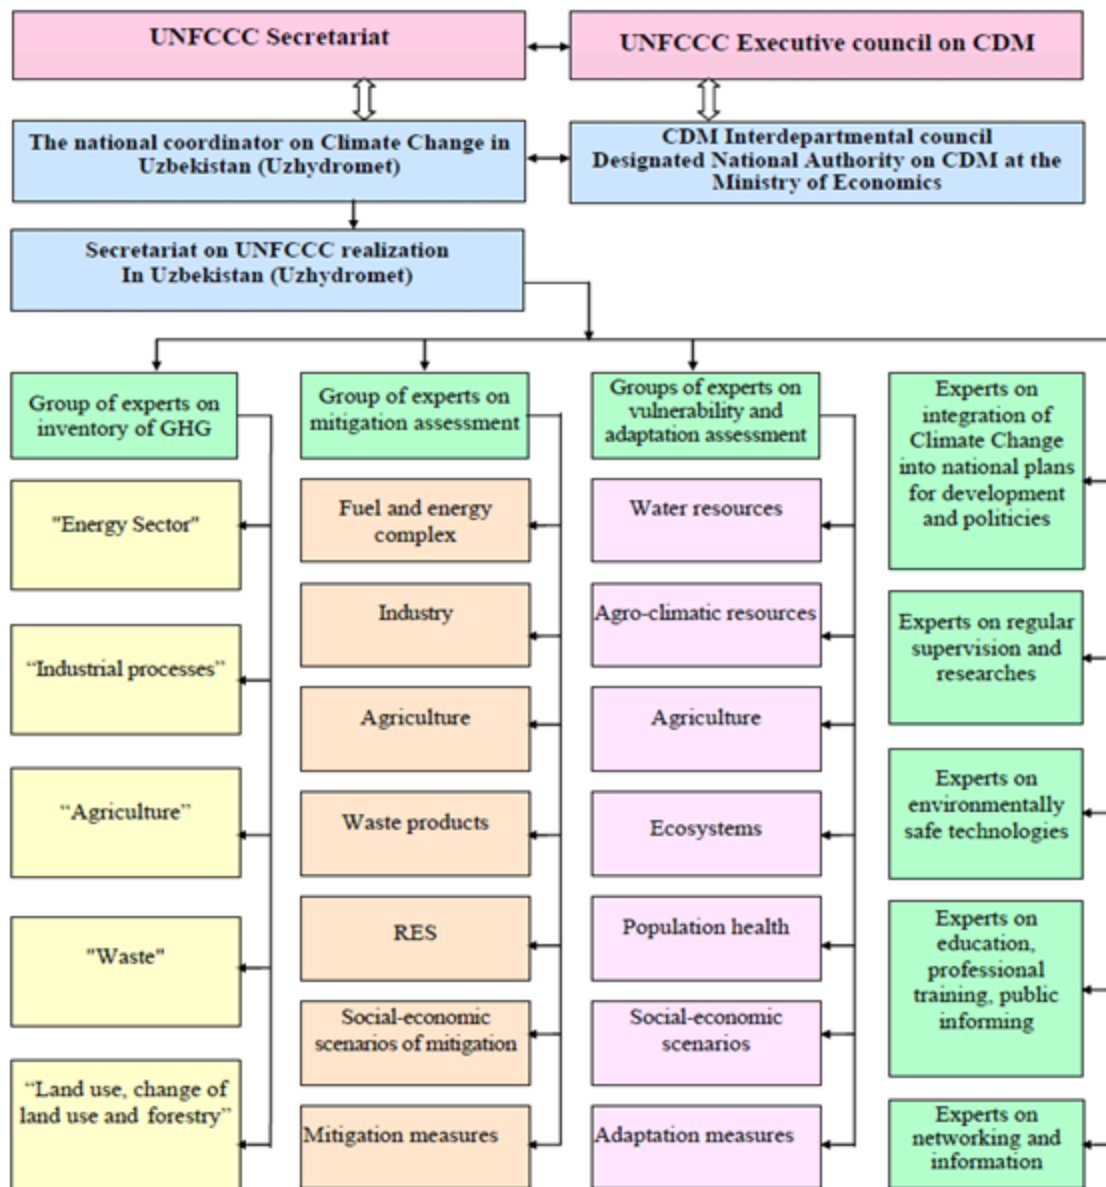 UNFCCC Secretariat
UNFCCC Executive council on CDM
The national coordinator on Climate Change in
Uzbekistan (Uzhydromet)
CDM Interdepartmental council
Designated National Authority on CDM at the
Ministry of Economics
Secretariat on UNFCCC realization
In Uzbekistan (Uzhydromet)
Group of experts on
inventory of GHG
"Energy Sector"
“Industrial processes”
“Agriculture”
"Waste"
“Land use, change of
land use and forestry”
Group of experts on
mitigation assessment
Fuel and energy
complex
Industry
Agriculture
Waste products
RES
Social-economic
scenarios of mitigation
Mitigation measures
Groups of experts on
vulnerability and
adaptation assessment
Water resources
Agro-climatic resources
Agriculture
Ecosystems
Population health
Social-economic
scenarios
Adaptation measures
Experts on
integration of
Climate Change
into national plans
for development
and politicies
Experts on regular
supervision and
researches
Experts on
environmentally
safe technologies
Experts on
education,
professional
training, public
informing
Experts on
networking and
information